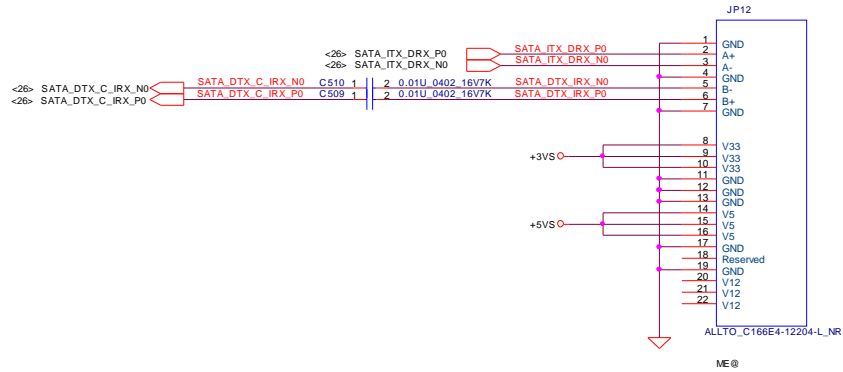 JP12
1 GND
<26> SATA_ITX_DRX_P0 SATA_ITX_DRX_P0 2 A+
<26> SATA_ITX_DRX_N0 SATA_ITX_DRX_N0 3 A-
4 GND
<26> SATA_DTX_C_IRX_N0 SATA_DTX_C_IRX_N0 C510 1 2 0.01U_0402_16V7K SATA_DTX_IRX_N0 5 B-
<26> SATA_DTX_C_IRX_P0 SATA_DTX_C_IRX_P0 C509 1 2 0.01U_0402_16V7K SATA_DTX_IRX_P0 6 B+
7 GND
8 V33
+3VS 9 V33
10 V33
11 GND
12 GND
13 GND
14 V5
+5VS 15 V5
16 V5
17 GND
18 Reserved
19 GND
20 V12
21 V12
22 V12
ALLTO_C166E4-12204-L_NR
ME@